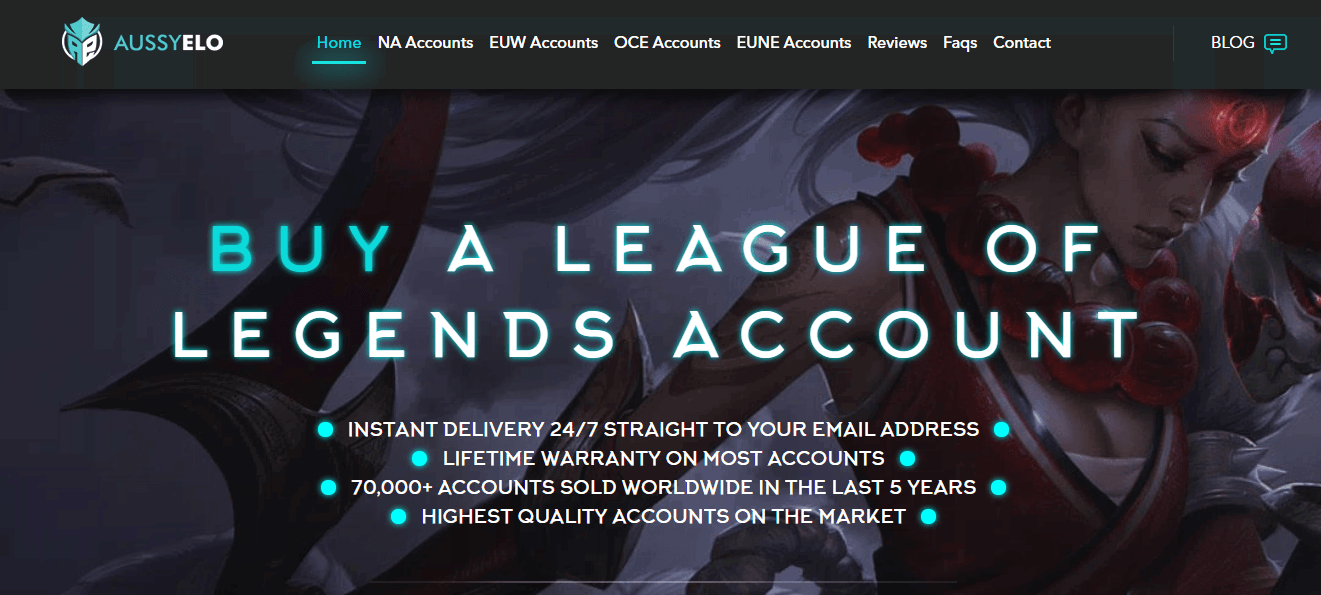 AUSSYELO
Home NA Accounts EUW Accounts OCE Accounts EUNE Accounts Reviews Faqs Contact BLOG
BUY A LEAGUE OF
LEGENDS ACCOUNT
INSTANT DELIVERY 24/7 STRAIGHT TO YOUR EMAIL ADDRESS
LIFETIME WARRANTY ON MOST ACCOUNTS
70,000+ ACCOUNTS SOLD WORLDWIDE IN THE LAST 5 YEARS
HIGHEST QUALITY ACCOUNTS ON THE MARKET